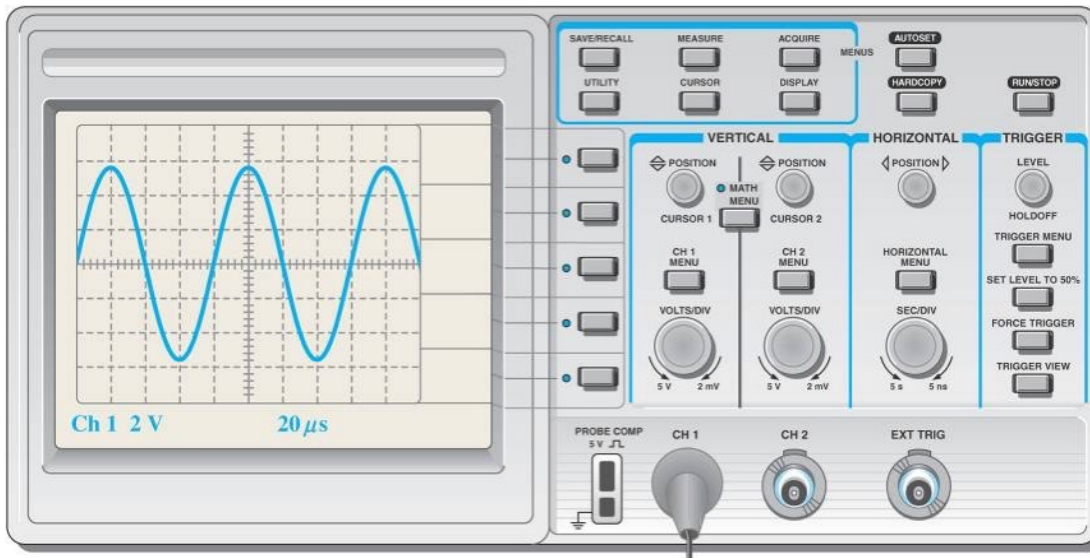 SAVE/RECALL MEASURE ACQUIRE MENUS AUTOSET
UTILITY CURSOR DISPLAY HARDCOPY RUN/STOP
VERTICAL HORIZONTAL TRIGGER
POSITION POSITION POSITION LEVEL
MATH
MENU
CURSOR 1 CURSOR 2 HOLDOFF
TRIGGER MENU
CH 1
MENU
CH 2
MENU
HORIZONTAL
MENU
SET LEVEL TO 50%
VOLTS/DIV VOLTS/DIV SEC/DIV FORCE TRIGGER
TRIGGER VIEW
5 V 2 mV 5 V 2 mV 5 s 5 ns
Ch 1 2 V 20 μs
PROBE COMP
5 V
CH 1 CH 2 EXT TRIG